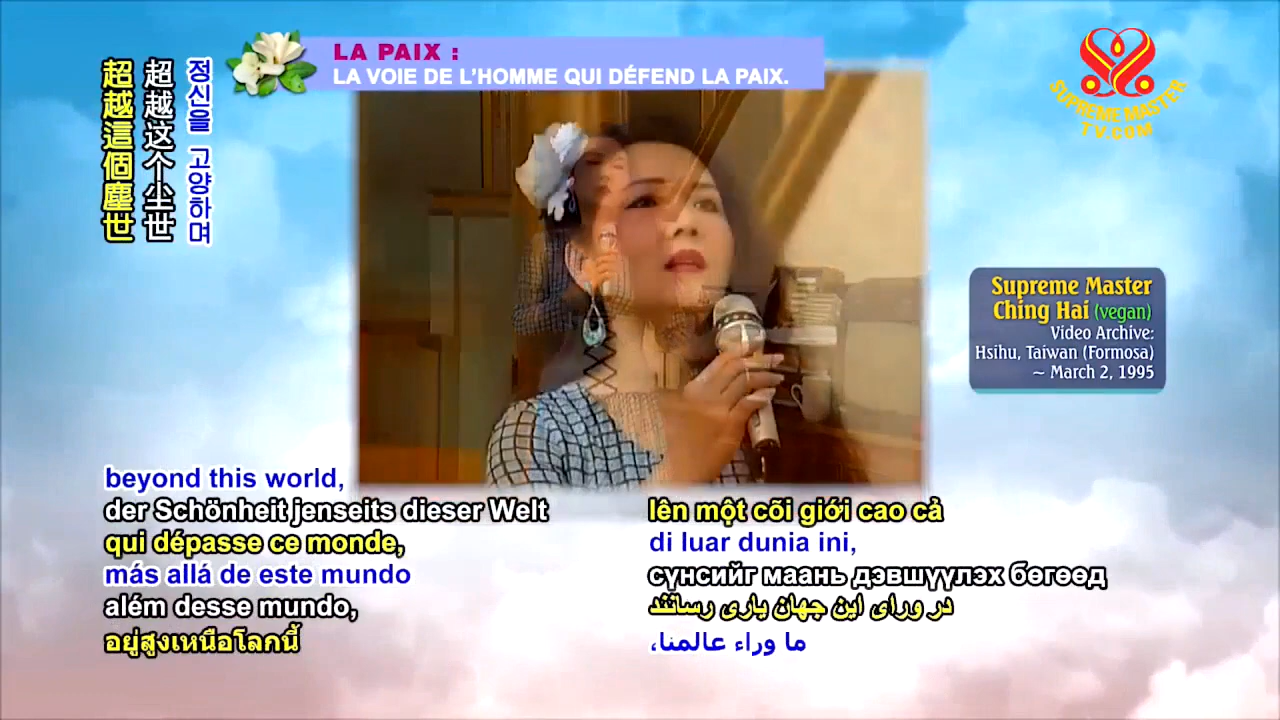 LA PAIX :
LA VOIE DE L'HOMME QUI DÉFEND LA PAIX.
SUPREME MASTER
TV.COM
超越這個塵世
超越这个尘世
정신을 고양하며
Supreme Master
Ching Hai (vegan)
Video Archive:
Hsihu, Taiwan (Formosa)
~ March 2, 1995
beyond this world,
der Schönheit jenseits dieser Welt
qui dépasse ce monde,
más allá de este mundo
além desse mundo,
อยู่สูงเหนือโลกนี้
lên một cõi giới cao cả
di luar dunia ini,
сүнсийг маань дэвшүүлэх бөгөөд
در ورای این جهان یاری رسانند
ما وراء عالمنا،